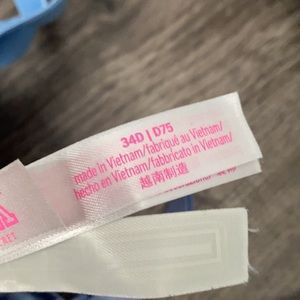 34D | D75
made in Vietnam/fabriqué au Vietnam/
hecho en Vietnam/fabbricato in Vietnam/
越南制造